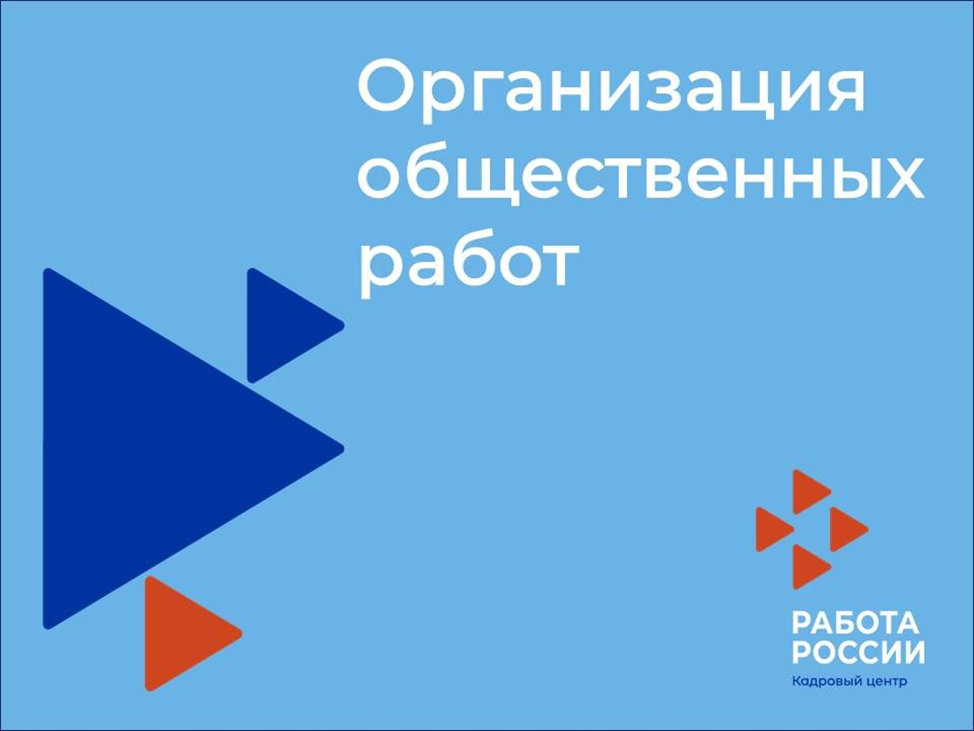 Организация
общественных
работ
РАБОТА
РОССИИ
Кадровый центр